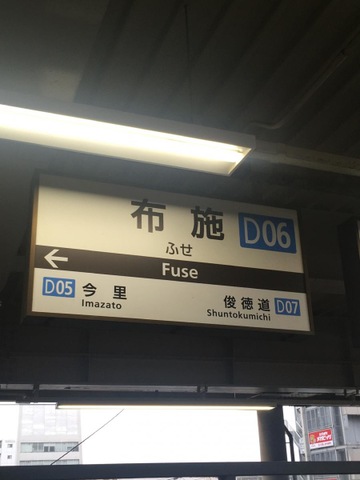 布施
D06
ふせ
←
Fuse
D05 今里
Imazato
俊徳道 D07
Shuntokumichi